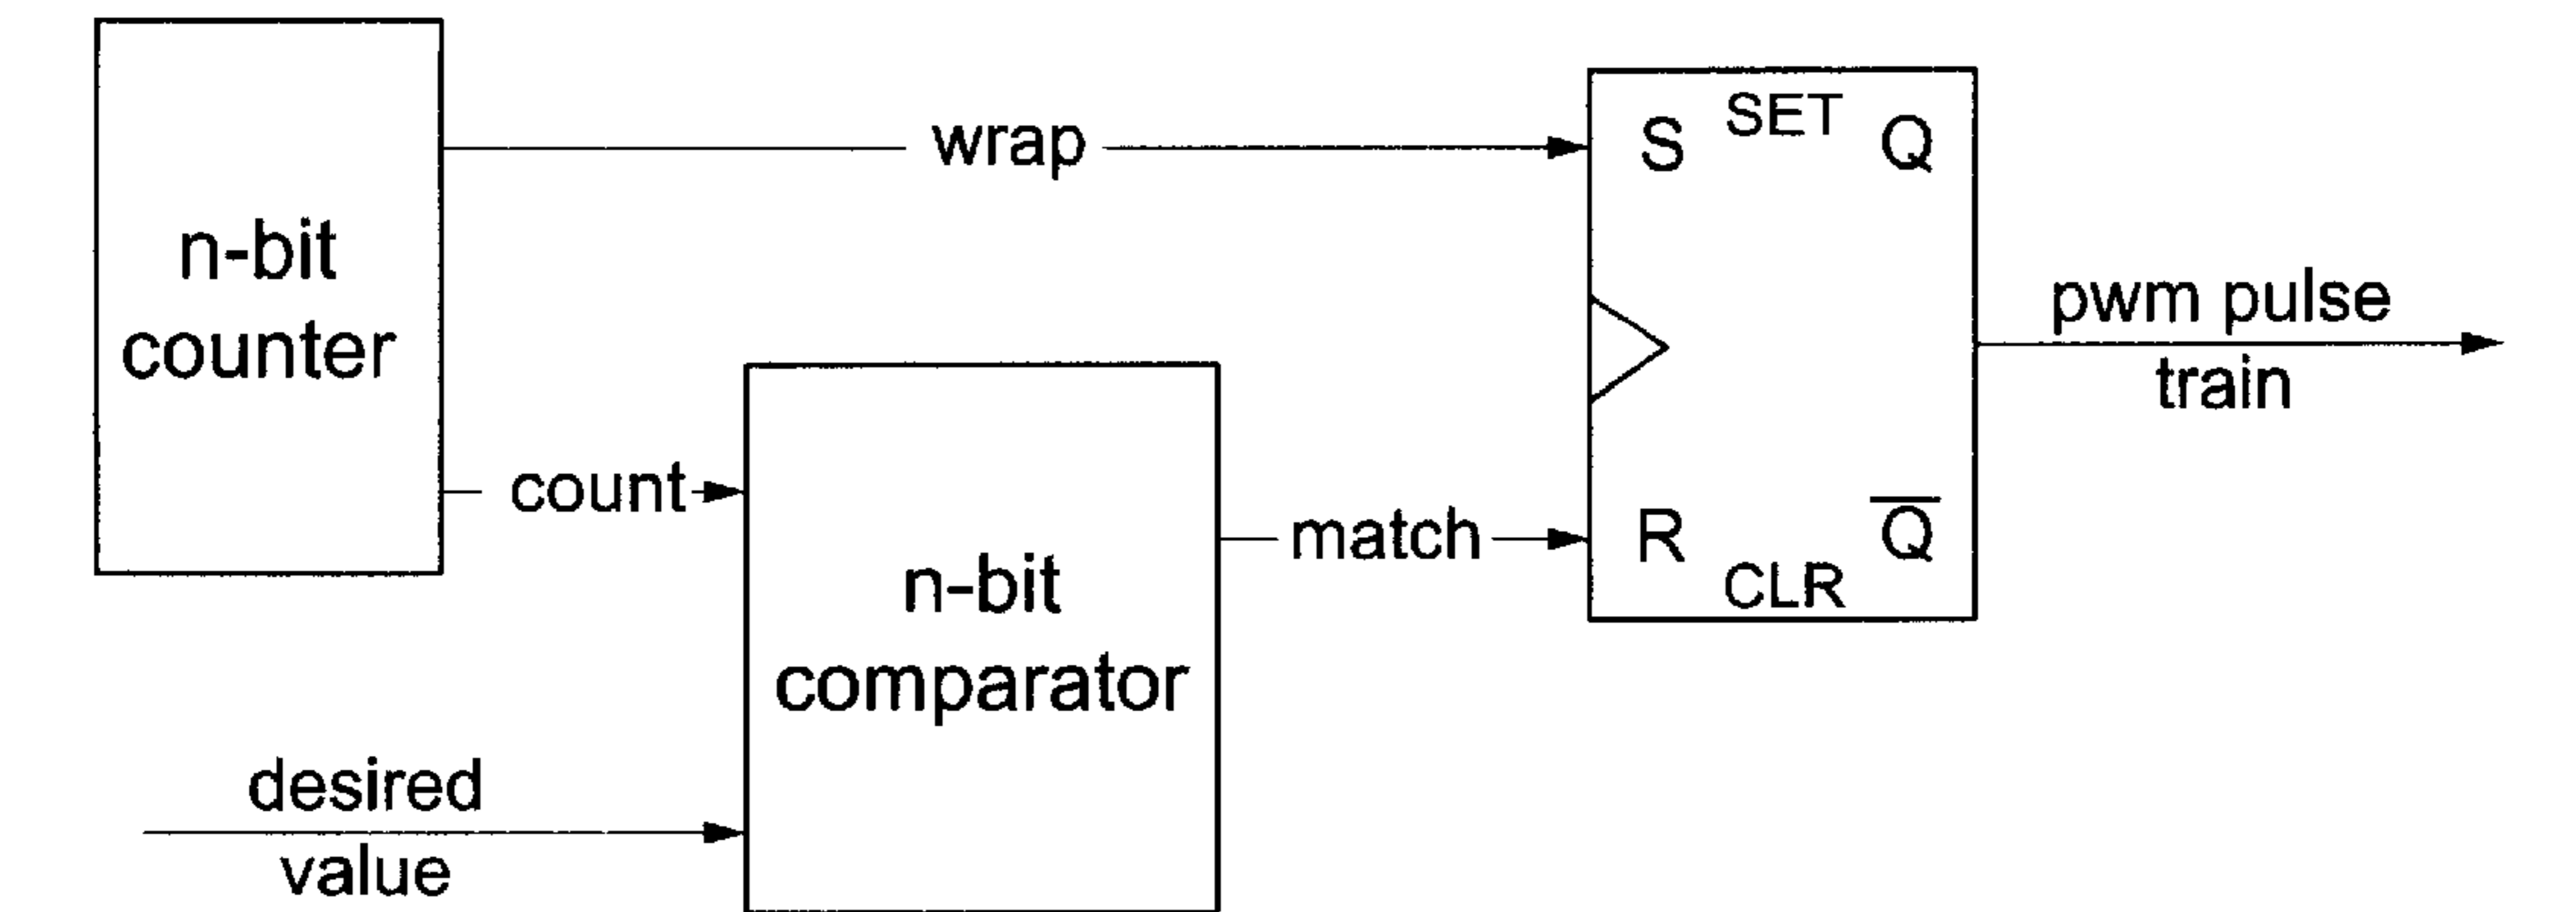 n-bit
counter
wrap
count
desired
value
n-bit
comparator
match
S SET Q
R CLR Q̅
pwm pulse
train